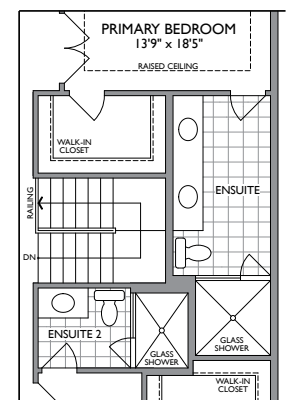 PRIMARY BEDROOM
13'9" x 18'5"
RAISED CEILING
WALK-IN
CLOSET
ENSUITE
RAILING
DN
ENSUITE 2
GLASS
SHOWER
GLASS
SHOWER
WALK-IN
CLOSET